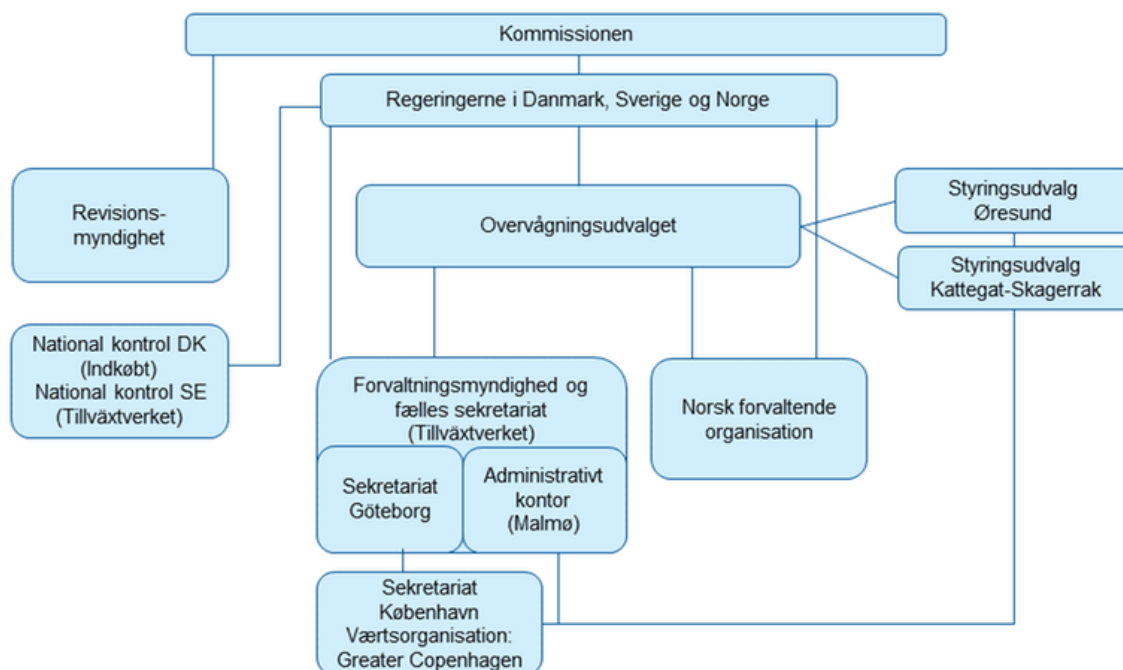 Kommissionen
Regeringerne i Danmark, Sverige og Norge
Revisions-
myndighet
Overvågningsudvalget
Styringsudvalg
Øresund
Styringsudvalg
Kattegat-Skagerrak
National kontrol DK
(Indkøbt)
National kontrol SE
(Tillväxtverket)
Forvaltningsmyndighed og
fælles sekretariat
(Tillväxtverket)
Norsk forvaltende
organisation
Sekretariat
Göteborg
Administrativt
kontor
(Malmø)
Sekretariat
København
Værtsorganisation:
Greater Copenhagen